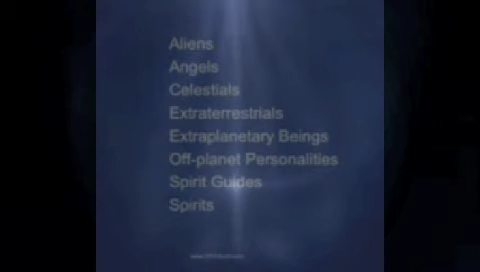 Aliens
Angels
Celestials
Extraterrestrials
Extraplanetary Beings
Off-planet Personalities
Spirit Guides
Spirits